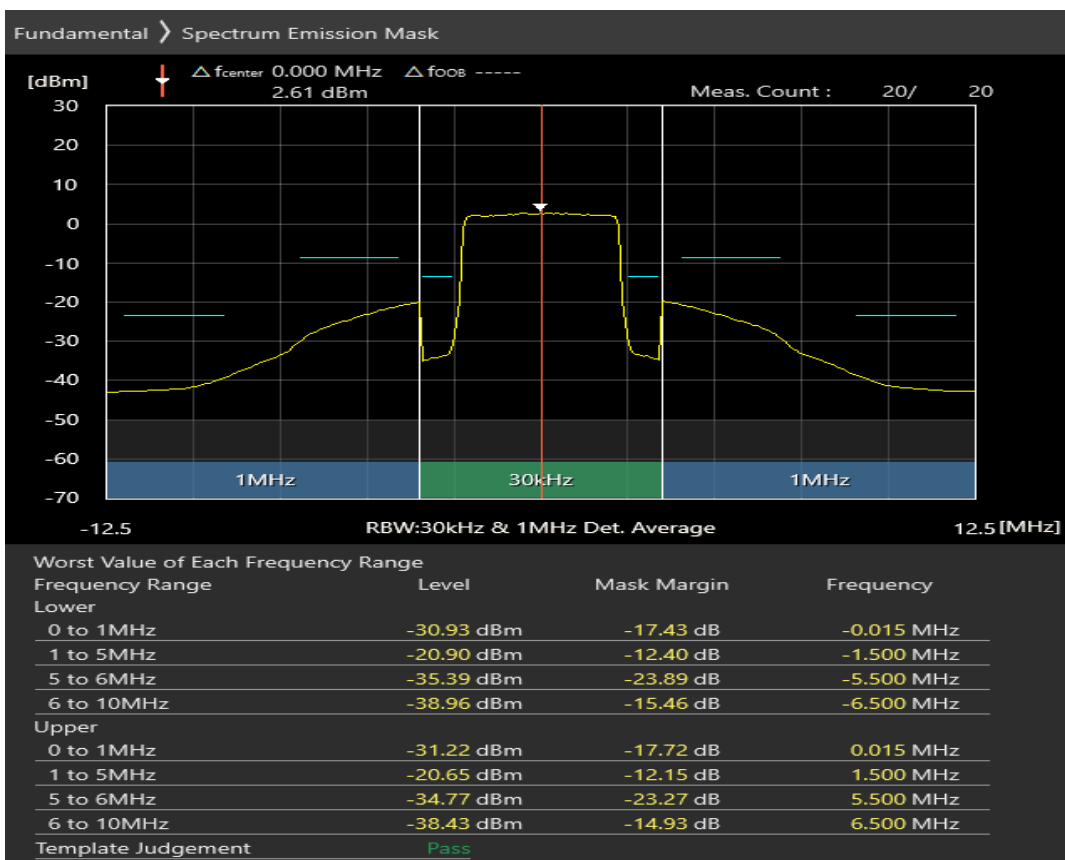 Fundamental ❭ Spectrum Emission Mask
[dBm] △ fcenter 0.000 MHz △ fOOB -----
2.61 dBm Meas. Count : 20/ 20
30
20
10
0
-10
-20
-30
-40
-50
-60
-70
1MHz 30kHz 1MHz
-12.5 RBW:30kHz & 1MHz Det. Average 12.5 [MHz]
Worst Value of Each Frequency Range
Frequency Range Level Mask Margin Frequency
Lower
0 to 1MHz -30.93 dBm -17.43 dB -0.015 MHz
1 to 5MHz -20.90 dBm -12.40 dB -1.500 MHz
5 to 6MHz -35.39 dBm -23.89 dB -5.500 MHz
6 to 10MHz -38.96 dBm -15.46 dB -6.500 MHz
Upper
0 to 1MHz -31.22 dBm -17.72 dB 0.015 MHz
1 to 5MHz -20.65 dBm -12.15 dB 1.500 MHz
5 to 6MHz -34.77 dBm -23.27 dB 5.500 MHz
6 to 10MHz -38.43 dBm -14.93 dB 6.500 MHz
Template Judgement Pass